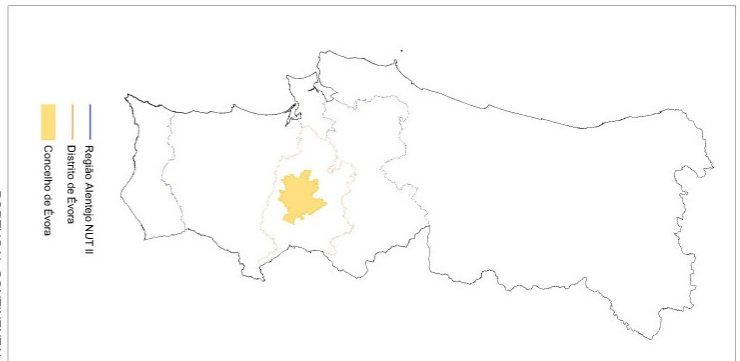 Região Alentejo NUT II
Distrito de Évora
Concelho de Évora